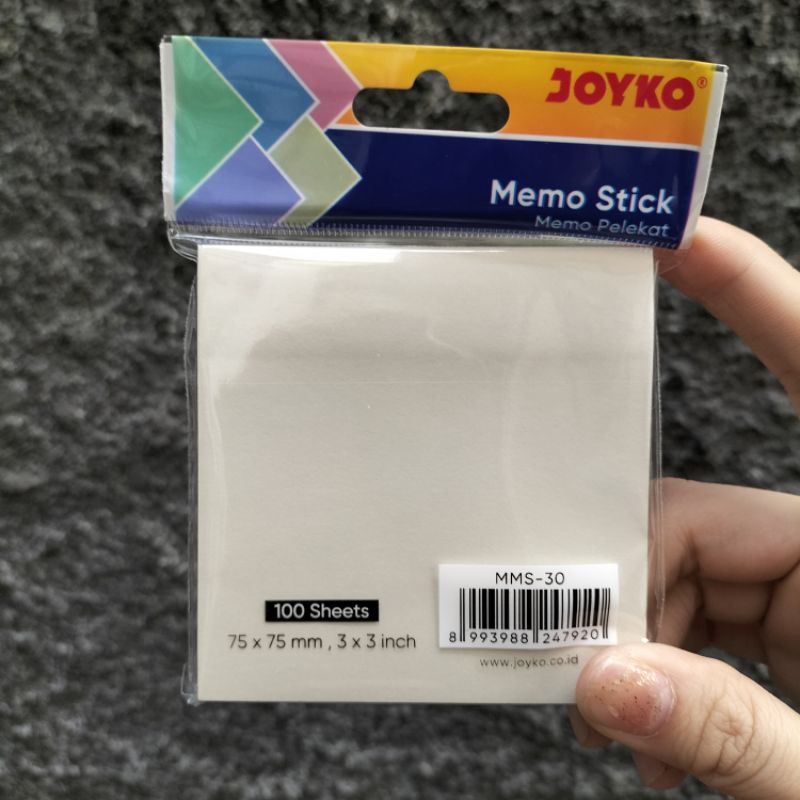 JOYKO®
Memo Stick
Memo Pelekat
100 Sheets
75 x 75 mm , 3 x 3 inch
MMS-30
8 993988 247920
www.joyko.co.id